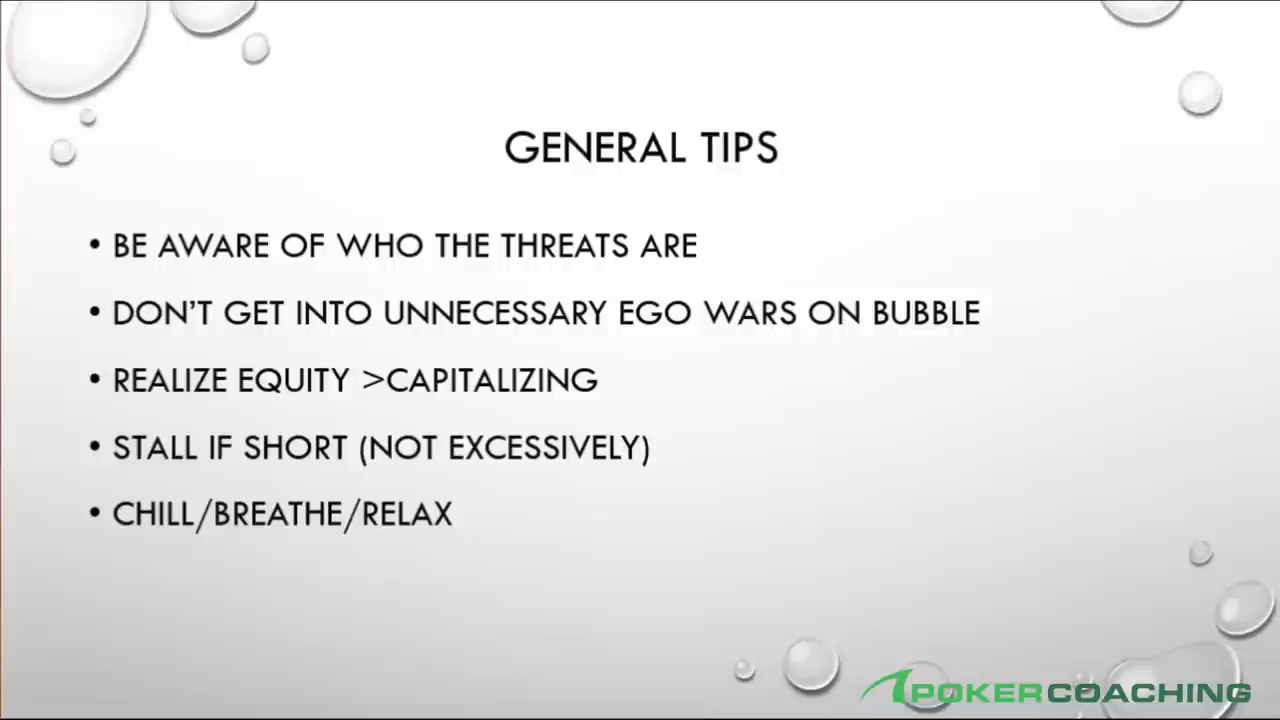 GENERAL TIPS
• BE AWARE OF WHO THE THREATS ARE
• DON'T GET INTO UNNECESSARY EGO WARS ON BUBBLE
• REALIZE EQUITY >CAPITALIZING
• STALL IF SHORT (NOT EXCESSIVELY)
• CHILL/BREATHE/RELAX
POKERCOACHING